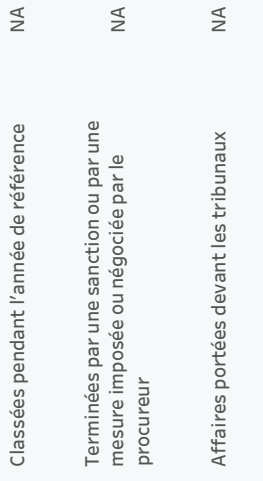 Classées pendant l'année de référence NA
Terminées par une sanction ou par une
mesure imposée ou négociée par le NA
procureur
Affaires portées devant les tribunaux NA